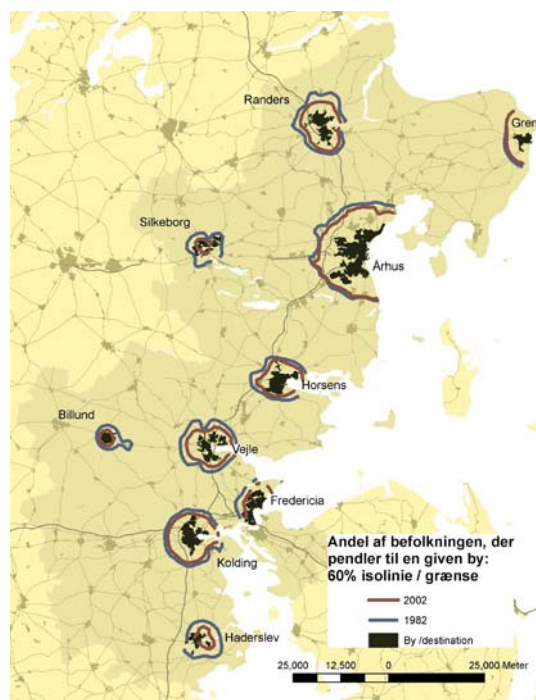 Randers
Gren
Silkeborg
Århus
Horsens
Billund
Vejle
Fredericia
Kolding
Haderslev
Andel af befolkningen, der
pendler til en given by:
60% isolinie / grænse
2002
1982
By /destination
25,000 12,500 0 25,000 Meter